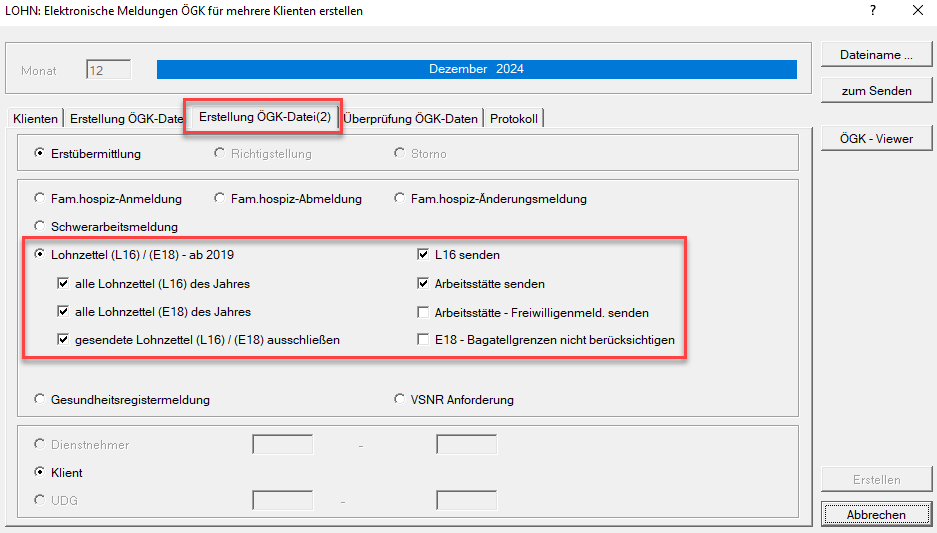 LOHN: Elektronische Meldungen ÖGK für mehrere Klienten erstellen
Monat 12 Dezember 2024
Dateiname ...
zum Senden
Klienten Erstellung ÖGK-Date Erstellung ÖGK-Datei(2) Überprüfung ÖGK-Daten Protokoll
ÖGK - Viewer
Erstübermittlung Richtigstellung Storno
Fam.hospiz-Anmeldung Fam.hospiz-Abmeldung Fam.hospiz-Änderungsmeldung
Schwerarbeitsmeldung
Lohnzettel (L16) / (E18) - ab 2019 L16 senden
alle Lohnzettel (L16) des Jahres Arbeitsstätte senden
alle Lohnzettel (E18) des Jahres Arbeitsstätte - Freiwilligenmeld. senden
gesendete Lohnzettel (L16) / (E18) ausschließen E18 - Bagatellgrenzen nicht berücksichtigen
Gesundheitsregistermeldung VSNR Anforderung
Dienstnehmer -
Klient
Erstellen
UDG -
Abbrechen